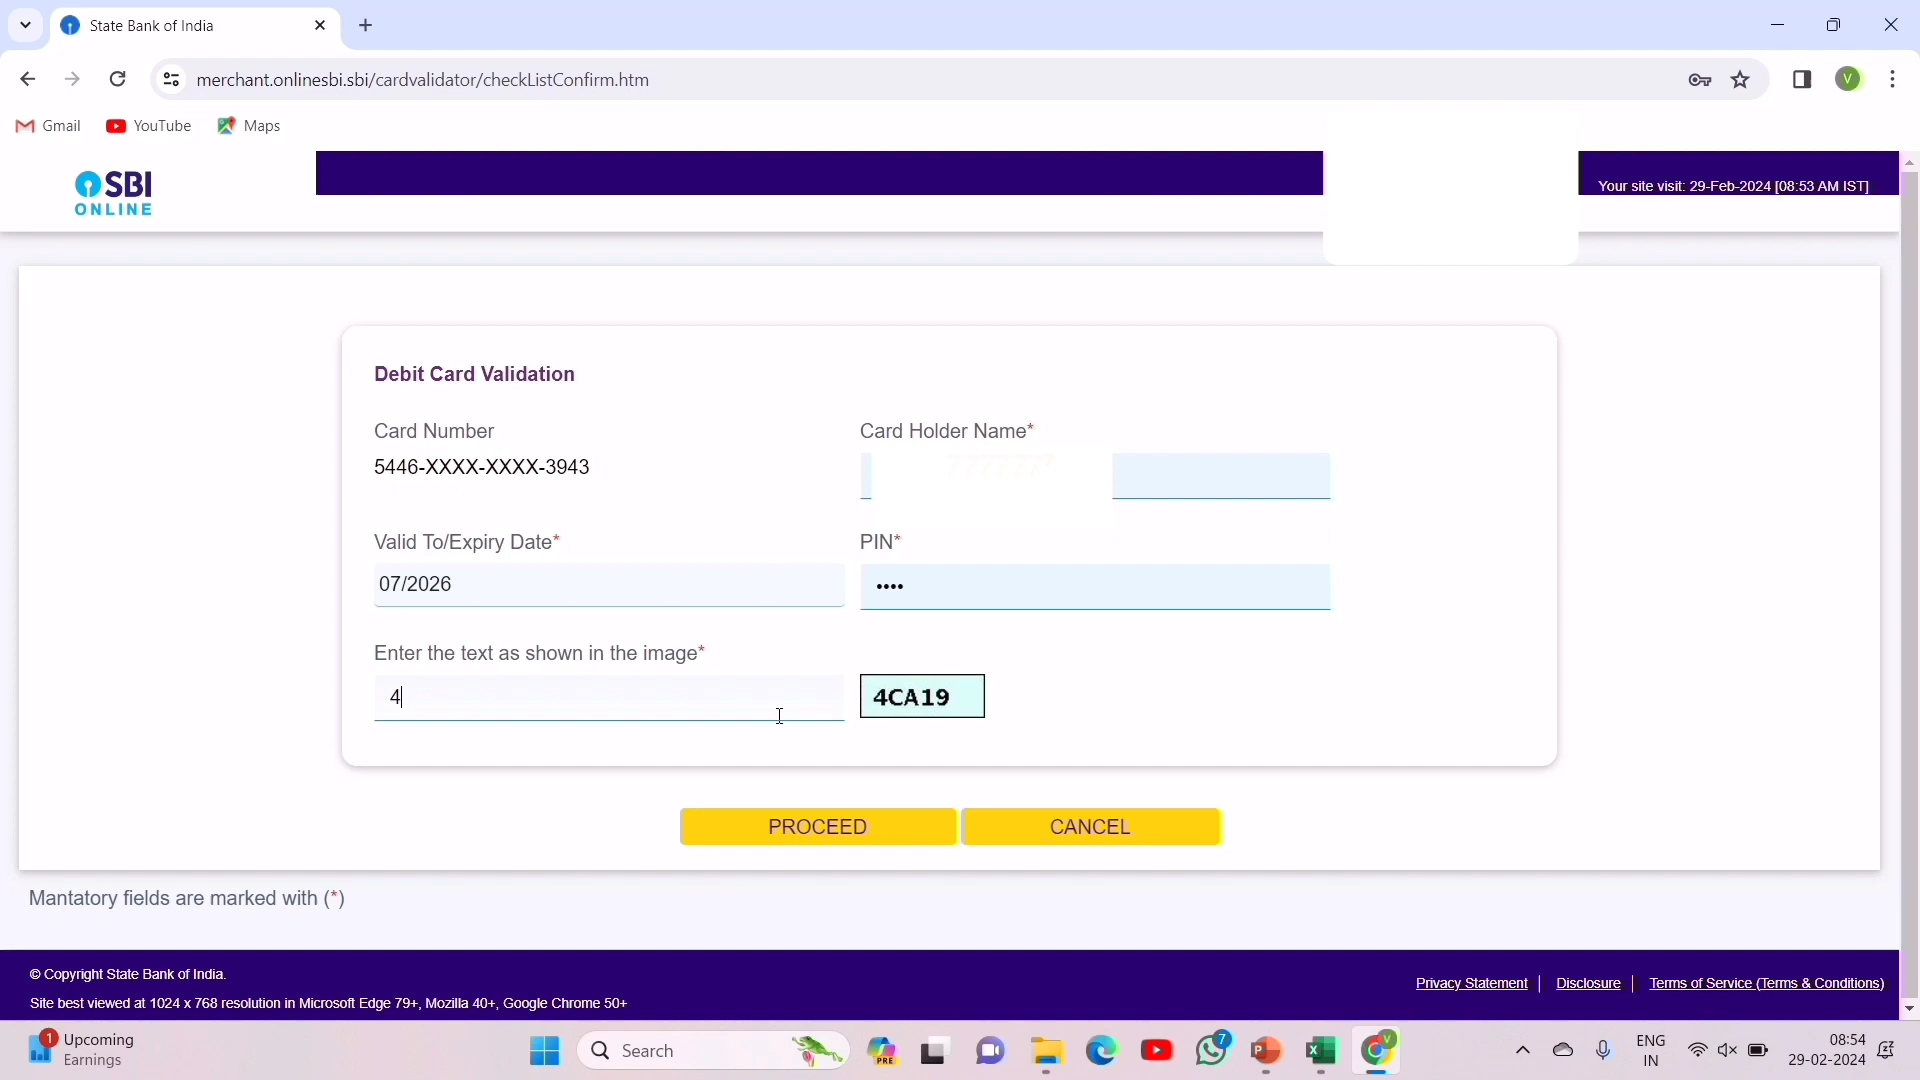 State Bank of India
merchant.onlinesbi.sbi/cardvalidator/checkListConfirm.htm
V
Gmail
YouTube
Maps
SBI
ONLINE
Your site visit: 29-Feb-2024 [08:53 AM IST]
Debit Card Validation
Card Number
Card Holder Name*
5446-XXXX-XXXX-3943
Valid To/Expiry Date*
PIN*
07/2026
••••
Enter the text as shown in the image*
4
4CA19
PROCEED
CANCEL
Mantatory fields are marked with (*)
© Copyright State Bank of India.
Site best viewed at 1024 x 768 resolution in Microsoft Edge 79+, Mozilla 40+, Google Chrome 50+
Privacy Statement
Disclosure
Terms of Service (Terms & Conditions)
1
Upcoming
Earnings
Search
PRE
7
V
ENG
IN
08:54
29-02-2024